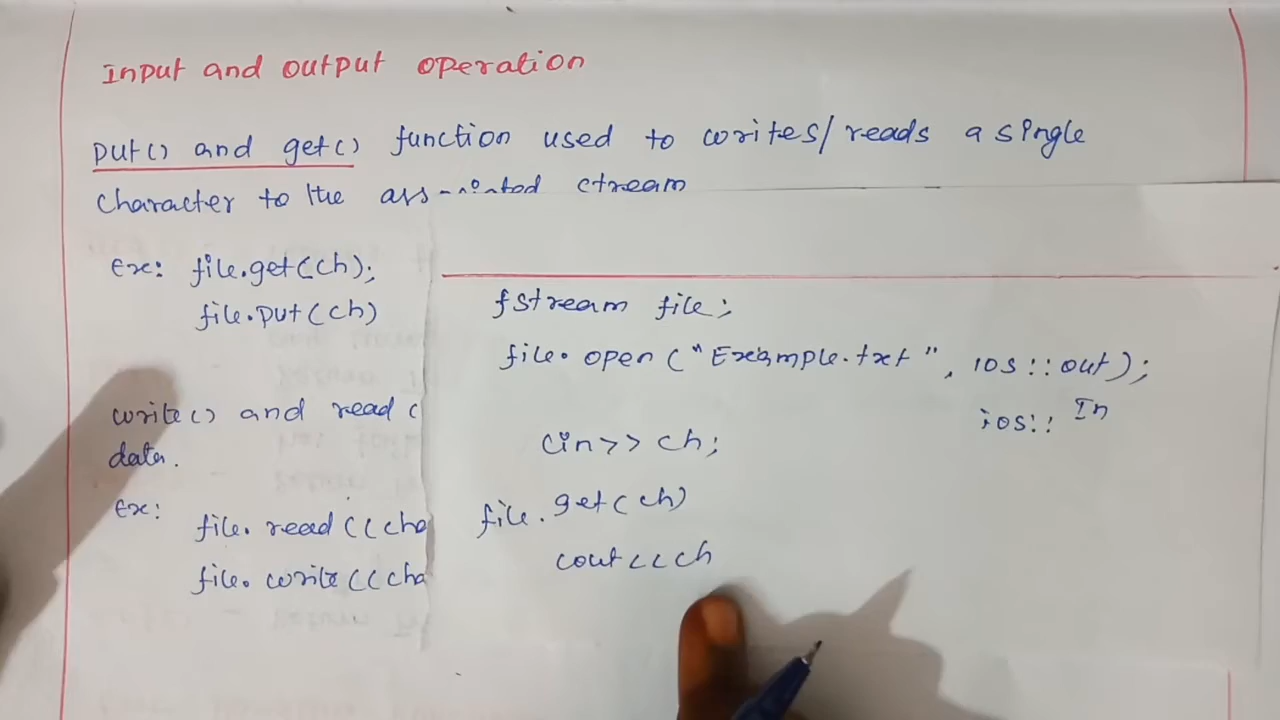 Input and output operation
put() and get() function used to writes/reads a single
character to the stream
Ex: file.get(ch);
file.put(ch)
write() and read (
data.
Ex:
file. read ((cha
file. write ((cha
fstream file;
file. open ("Example.txt", ios::out);
ios:: In
cin>> ch;
file. get(ch)
cout<<ch